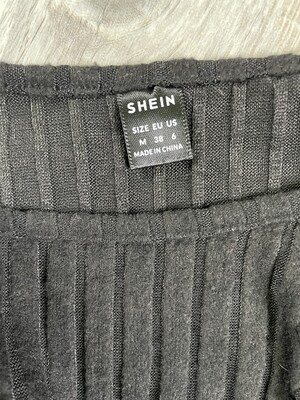 SHEIN
SIZE EU US
M 38 6
MADE IN CHINA